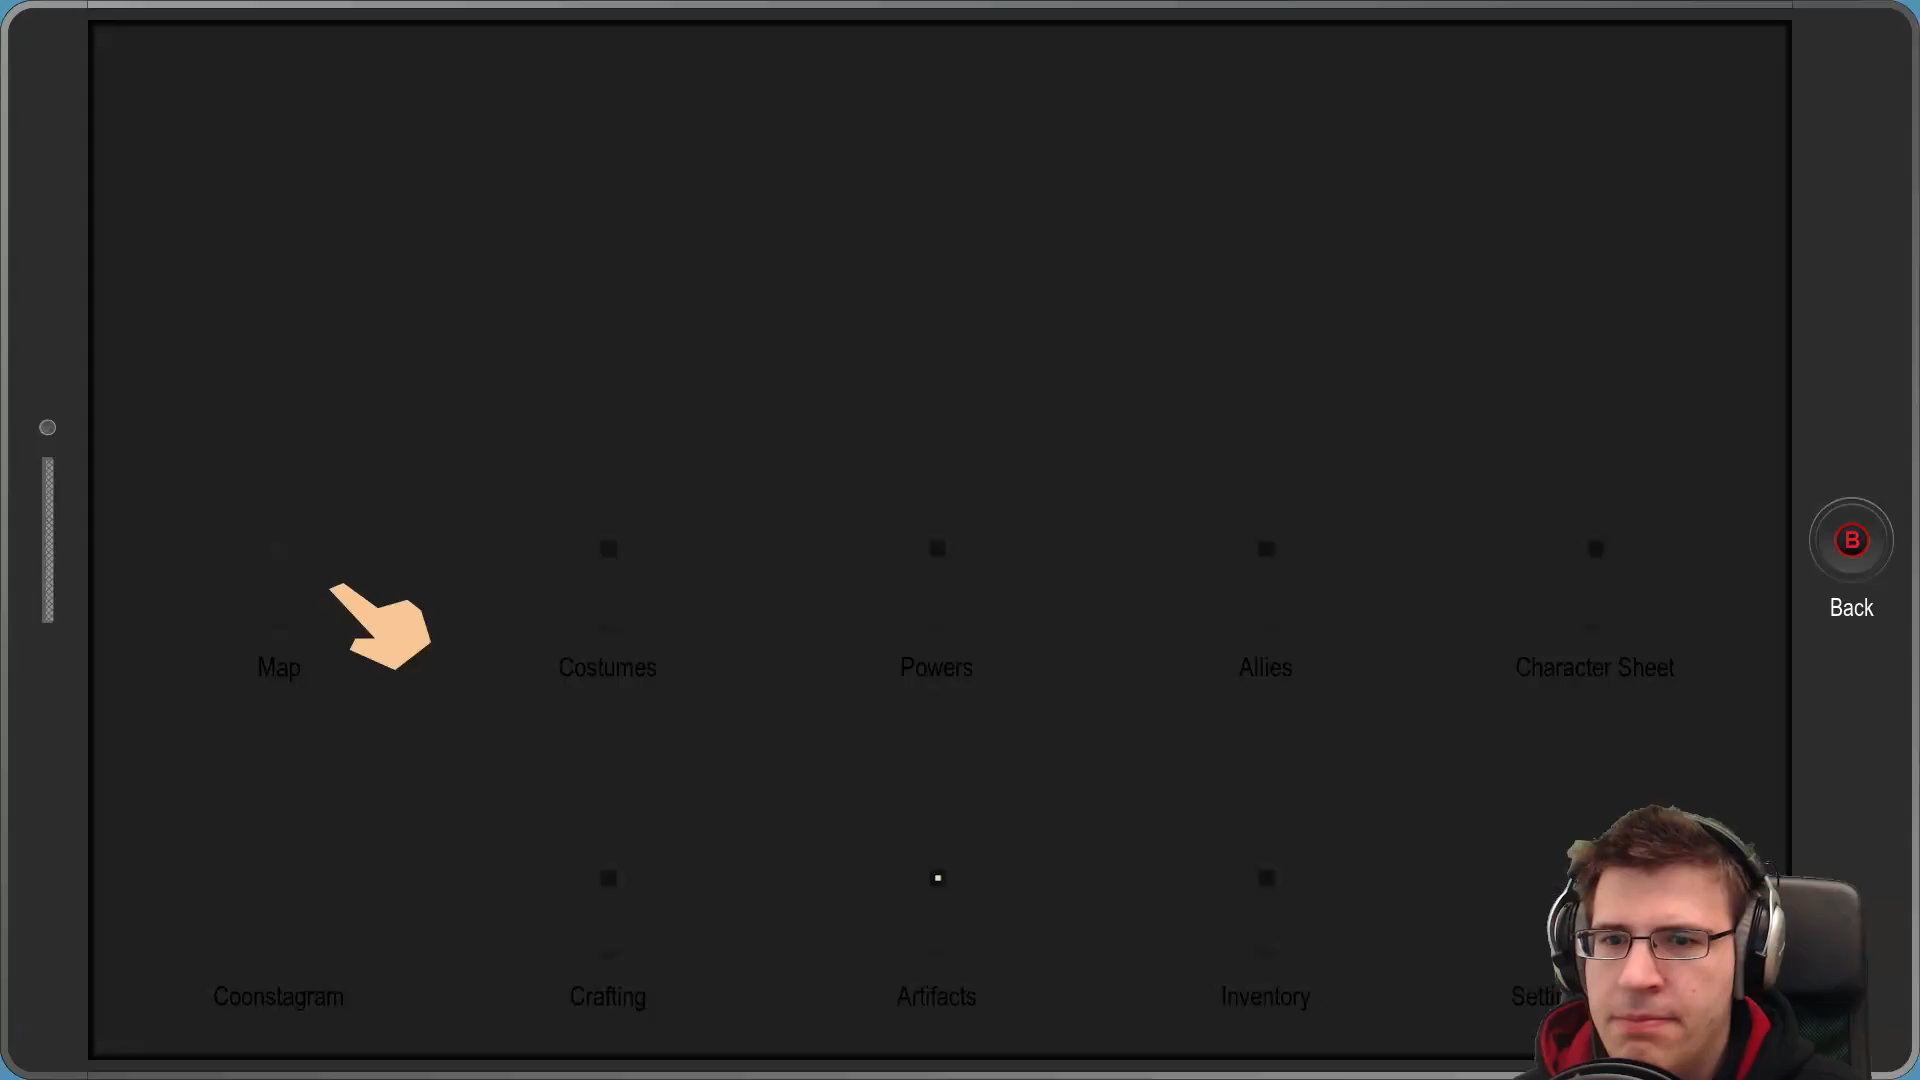 B
Back
Map
Costumes
Powers
Allies
Character Sheet
Coonstagram
Crafting
Artifacts
Inventory